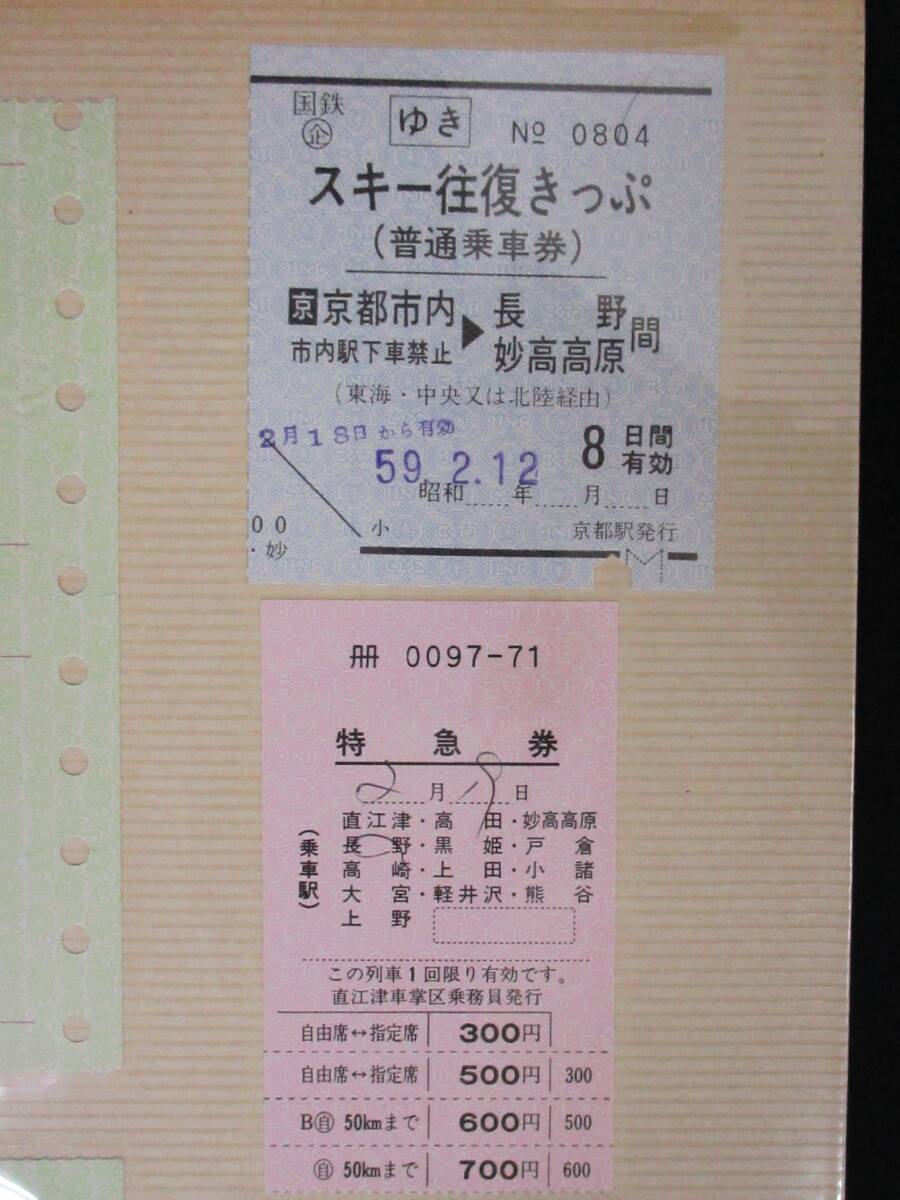 国鉄
企
ゆき
№ 0804
スキー往復きっぷ
(普通乗車券)
京 京都市内 ▶ 長野
市内駅下車禁止 妙高高原 間
(東海・中央又は北陸経由)
2月18日から有効
8 日間有効
59 2.12
昭和 年 月 日
00
・妙
小
京都駅発行
冊 0097-71
特急券
2月18日
(乗車駅)
直江津・高田・妙高高原
長野・黒姫・戸倉
高崎・上田・小諸
大宮・軽井沢・熊谷
上野
この列車1回限り有効です。
直江津車掌区乗務員発行
自由席↔指定席 300円
自由席↔指定席 500円 300
B自 50kmまで 600円 500
自 50kmまで 700円 600